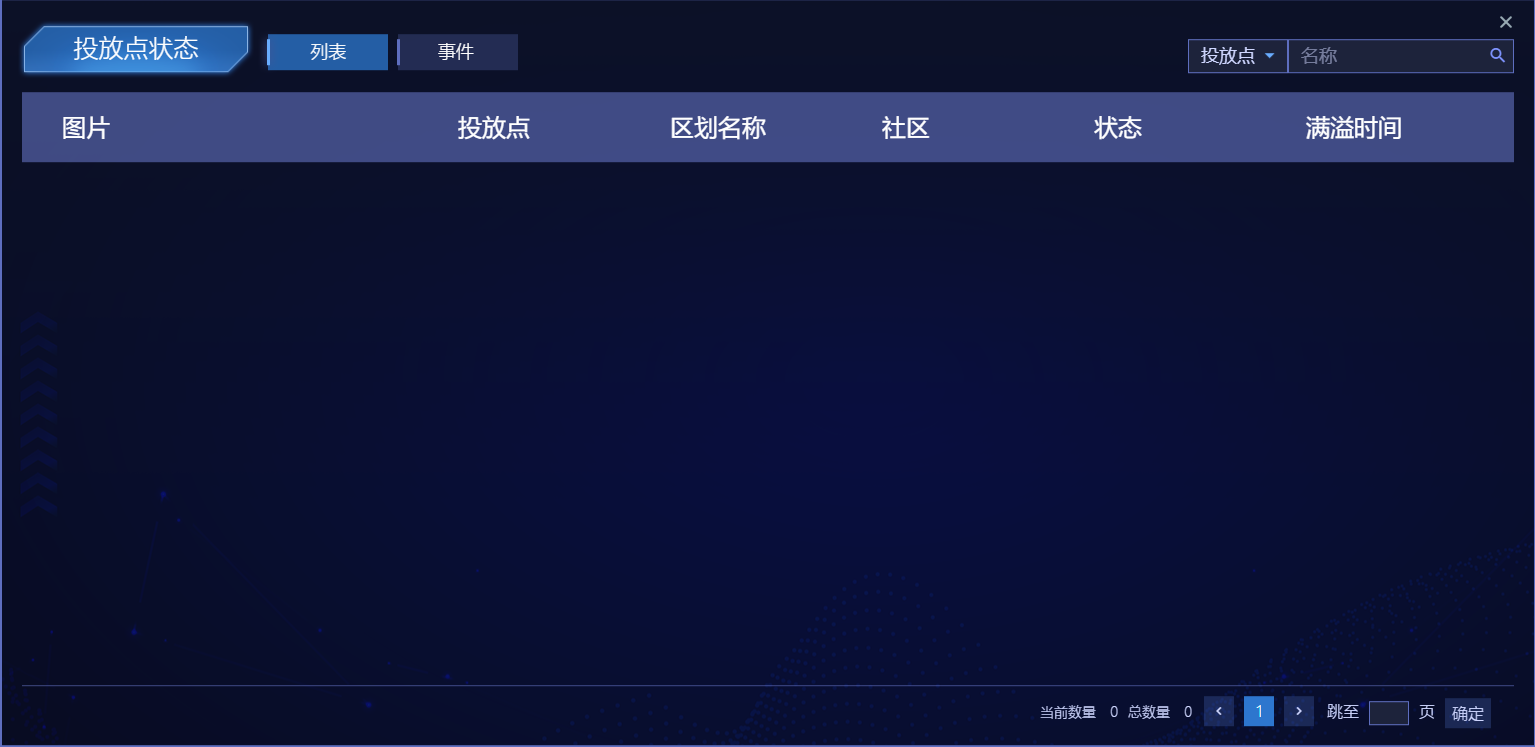 投放点状态 列表 事件 投放点 名称
图片 投放点 区划名称 社区 状态 满溢时间
当前数量 0 总数量 0 1 跳至 页 确定